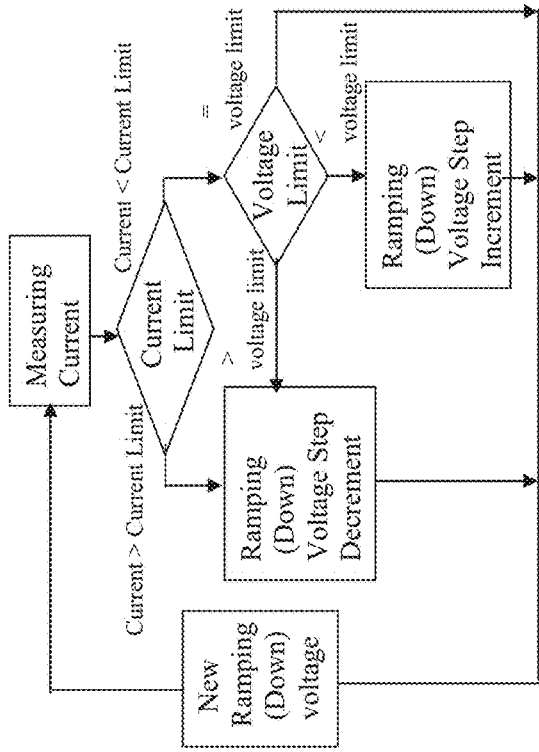 Measuring
Current
Current > Current Limit
Current < Current Limit
Current
Limit
>
voltage limit
=
voltage limit
Voltage
Limit
<
voltage limit
New
Ramping
(Down)
voltage
Ramping
(Down)
Voltage Step
Decrement
Ramping
(Down)
Voltage Step
Increment